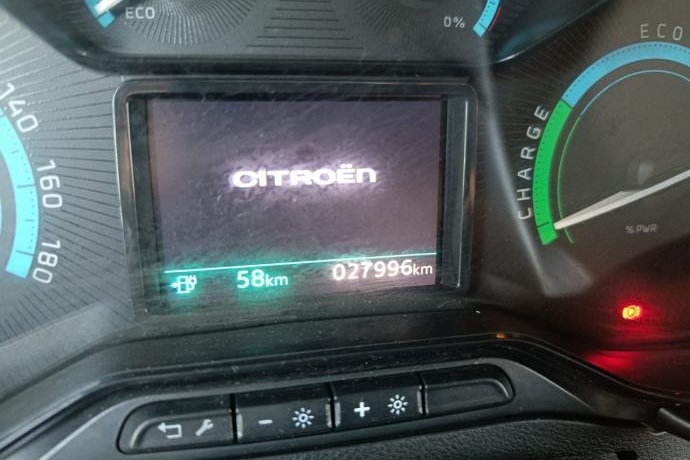 ECO
0%
ECO
140
160
180
CITROËN
CHARGE
% PWR
58km
027996km
- +